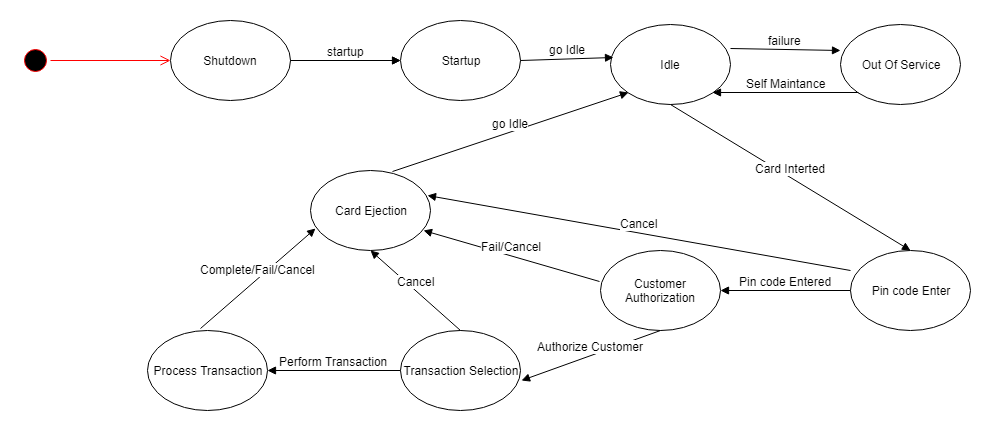 Shutdown
startup
Startup
go Idle
Idle
failure
Out Of Service
Self Maintance
go Idle
Card Interted
Card Ejection
Cancel
Fail/Cancel
Complete/Fail/Cancel
Cancel
Customer
Authorization
Pin code Entered
Pin code Enter
Authorize Customer
Process Transaction
Perform Transaction
Transaction Selection